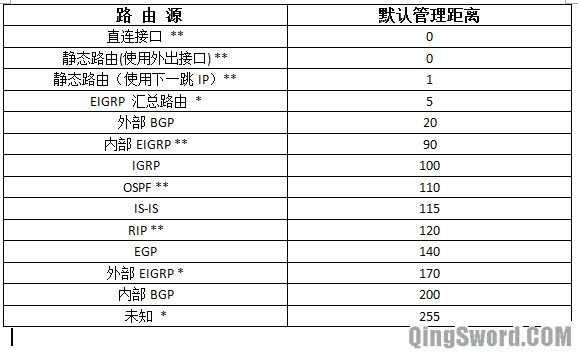 路 由 源 默认管理距离
直连接口 ** 0
静态路由(使用外出接口) ** 0
静态路由（使用下一跳 IP）** 1
EIGRP 汇总路由 * 5
外部 BGP 20
内部 EIGRP ** 90
IGRP 100
OSPF ** 110
IS-IS 115
RIP ** 120
EGP 140
外部 EIGRP * 170
内部 BGP 200
未知 * 255
QingSword.COM